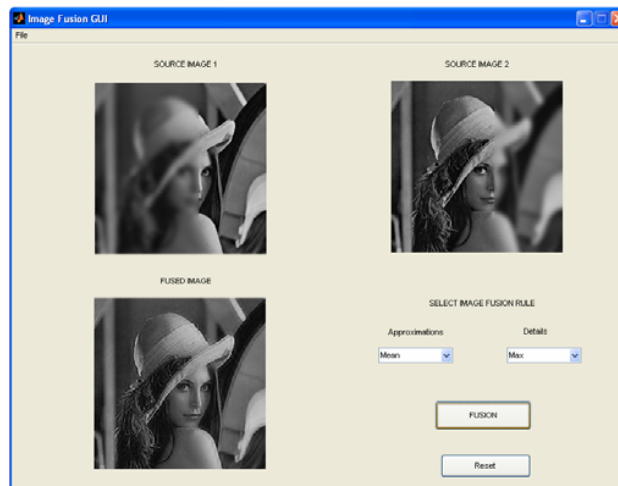 Image Fusion GUI
File
SOURCE IMAGE 1
SOURCE IMAGE 2
FUSED IMAGE
SELECT IMAGE FUSION RULE
Approximations
Details
Mean
Max
FUSION
Reset